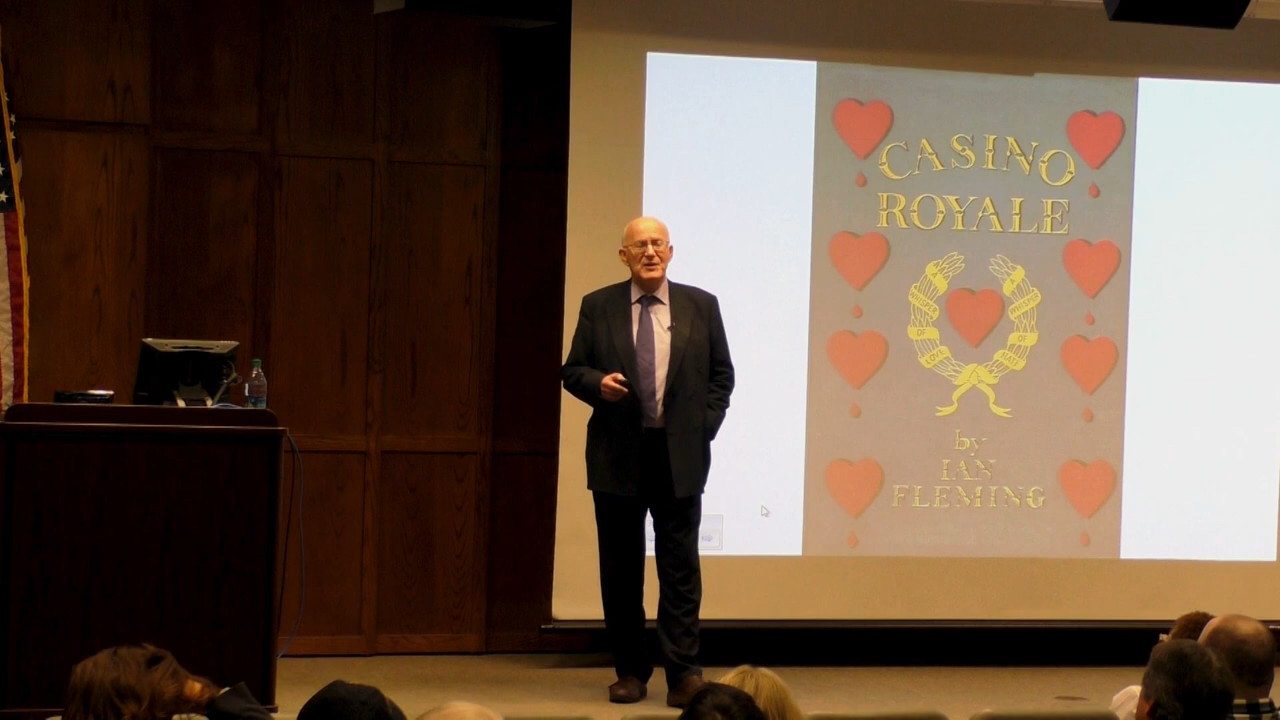 CASINO
ROYALE
WHISPER
OF
LOVE
A WHISPER
OF
HATE
by
IAN
FLEMING